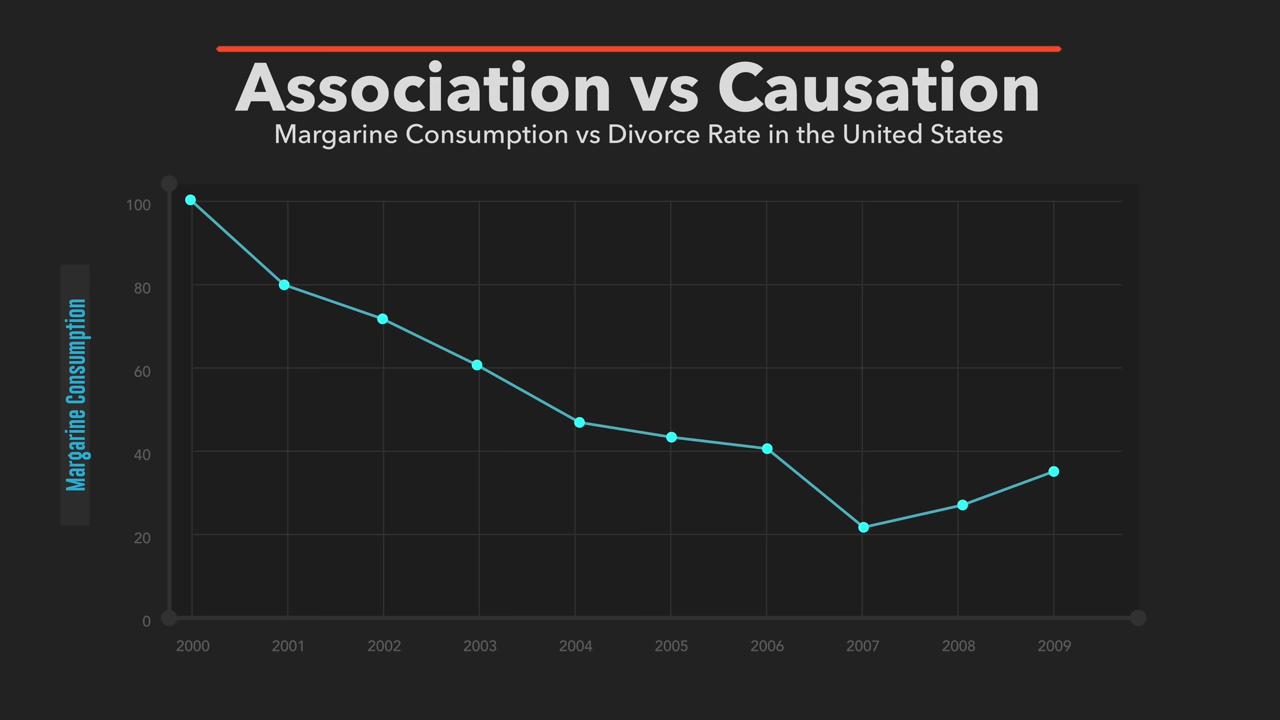 Association vs Causation
Margarine Consumption vs Divorce Rate in the United States
Margarine Consumption
100
80
60
40
20
0
2000 2001 2002 2003 2004 2005 2006 2007 2008 2009